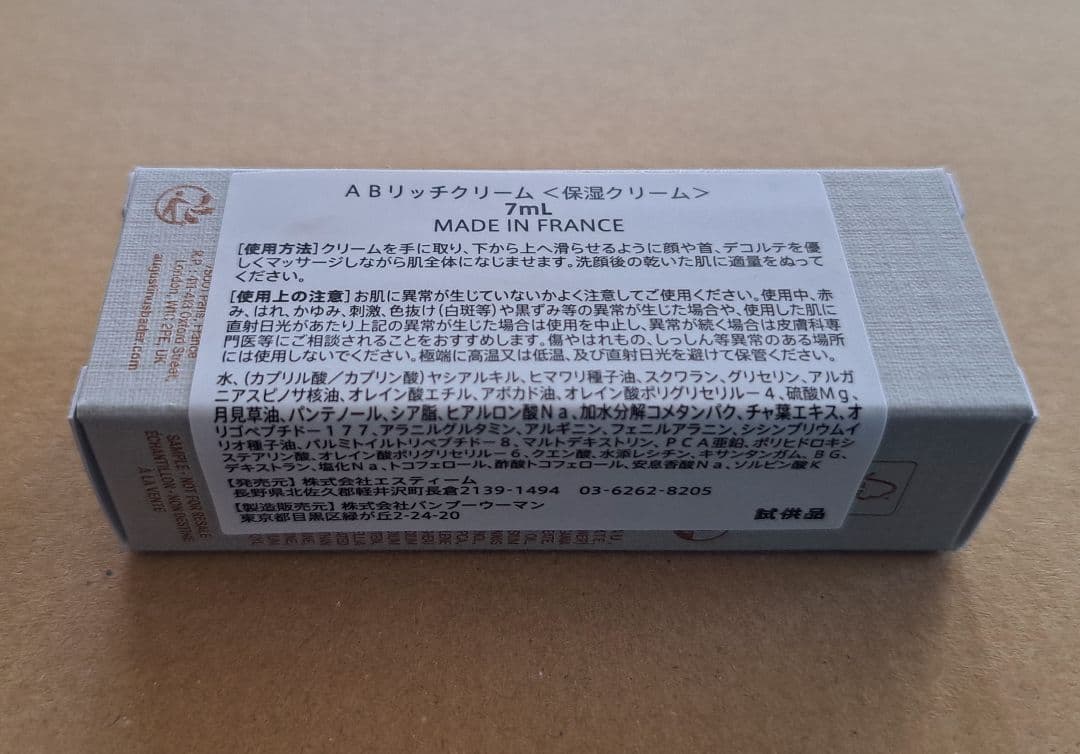 ABリッチクリーム＜保湿クリーム＞
7mL
MADE IN FRANCE
[使用方法]クリームを手に取り、下から上へ滑らせるように顔や首、デコルテを優
しくマッサージしながら肌全体になじませます。洗顔後の乾いた肌に適量をぬって
ください。
[使用上の注意]お肌に異常が生じていないかよく注意してご使用ください。使用中、赤
み、はれ、かゆみ、刺激、色抜け(白斑等)や黒ずみ等の異常が生じた場合や、使用した肌に
直射日光があたり上記の異常が生じた場合は使用を中止し、異常が続く場合は皮膚科専
門医等にご相談されることをおすすめします。傷やはれもの、しっしん等異常のある場所
には使用しないでください。極端に高温又は低温、及び直射日光を避けて保管ください。
水、(カプリル酸/カプリン酸)ヤシアルキル、ヒマワリ種子油、スクワラン、グリセリン、アルガ
ニアスピノサ核油、オレイン酸エチル、アボカド油、オレイン酸ポリグリセリル-4、硫酸Mg、
月見草油、パンテノール、シア脂、ヒアルロン酸Na、加水分解コメタンパク、チャ葉エキス、オ
リゴペプチド-177、アラニルグルタミン、アルギニン、フェニルアラニン、シシンブリウムイ
リオ種子油、パルミトイルトリペプチド-8、マルトデキストリン、PCA亜鉛、ポリヒドロキシ
ステアリン酸、オレイン酸ポリグリセリル-6、クエン酸、水添レシチン、キサンタンガム、BG、
デキストラン、塩化Na、トコフェロール、酢酸トコフェロール、安息香酸Na、ソルビン酸K
[発売元] 株式会社エスティーム
長野県北佐久郡軽井沢町長倉2139-1494 03-6262-8205
[製造販売元] 株式会社バンブーウーマン
東京都目黒区緑が丘2-24-20
試供品
Paris, France
London, W1, UK
augustinusbader.com
SAMPLE - NOT FOR RESALE
ÉCHANTILLON - NON DESTINÉ
À LA VENTE